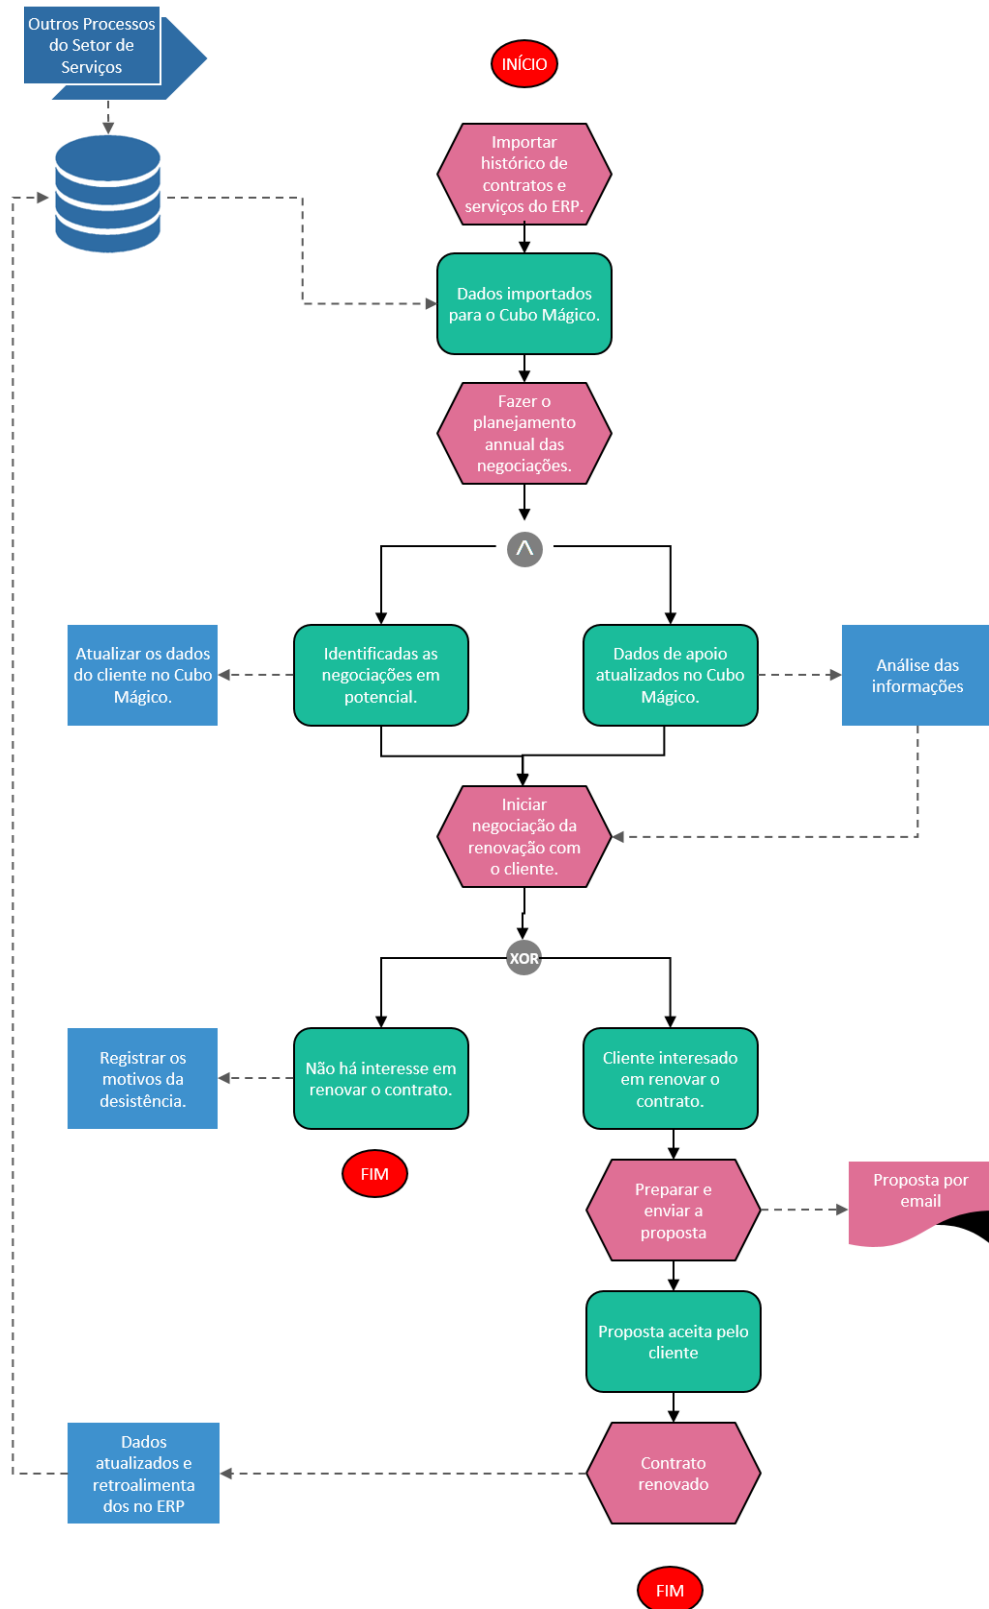 Outros Processos
do Setor de
Serviços
INÍCIO
Importar
histórico de
contratos e
serviços do ERP.
Dados importados
para o Cubo Mágico.
Fazer o
planejamento
annual das
negociações.
^
Atualizar os dados
do cliente no Cubo
Mágico.
Identificadas as
negociações em
potencial.
Dados de apoio
atualizados no Cubo
Mágico.
Análise das
informações
Iniciar
negociação da
renovação com
o cliente.
XOR
Registrar os
motivos da
desistência.
Não há interesse em
renovar o contrato.
Cliente interesado
em renovar o
contrato.
FIM
Preparar e
enviar a
proposta
Proposta por
email
Proposta aceita pelo
cliente
Dados
atualizados e
retroalimenta
dos no ERP
Contrato
renovado
FIM